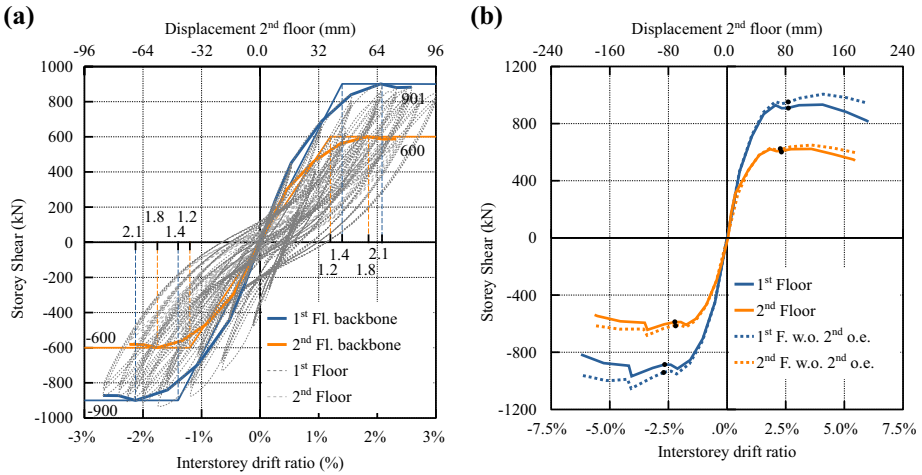 (a)
Displacement 2nd floor (mm)
-96 -64 -32 0.0 32 64 96
Storey Shear (kN)
1000
800
600
400
200
0
-200
-400
-600
-800
-1000
901
600
1.8 1.2
2.1 1.4
1.4 2.1
1.2 1.8
-600
-900
1st Fl. backbone
2nd Fl. backbone
1st Floor
2nd Floor
-3% -2% -1% 0% 1% 2% 3%
Interstorey drift ratio (%)
(b)
Displacement 2nd floor (mm)
-240 -160 -80 0.0 80 160 240
Storey Shear (kN)
1200
800
400
0
-400
-800
-1200
1st Floor
2nd Floor
1st F. w.o. 2nd o.e.
2nd F. w.o. 2nd o.e.
-7.5% -5.0% -2.5% 0.0 2.5% 5.0% 7.5%
Interstorey drift ratio